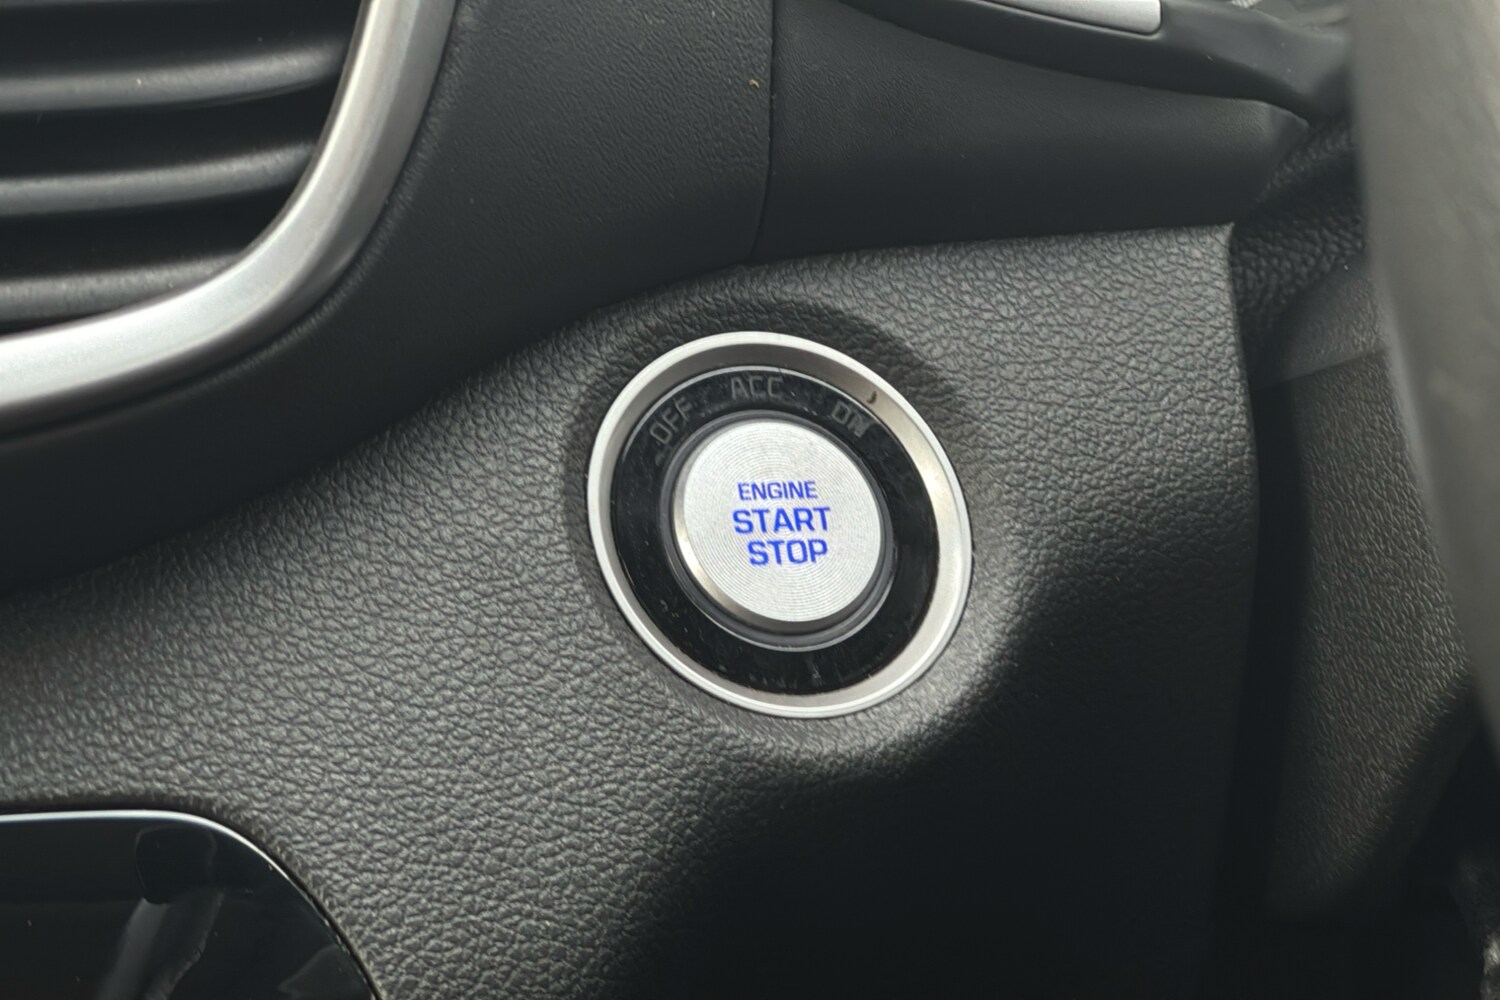 OFF ACC ON
ENGINE
START
STOP